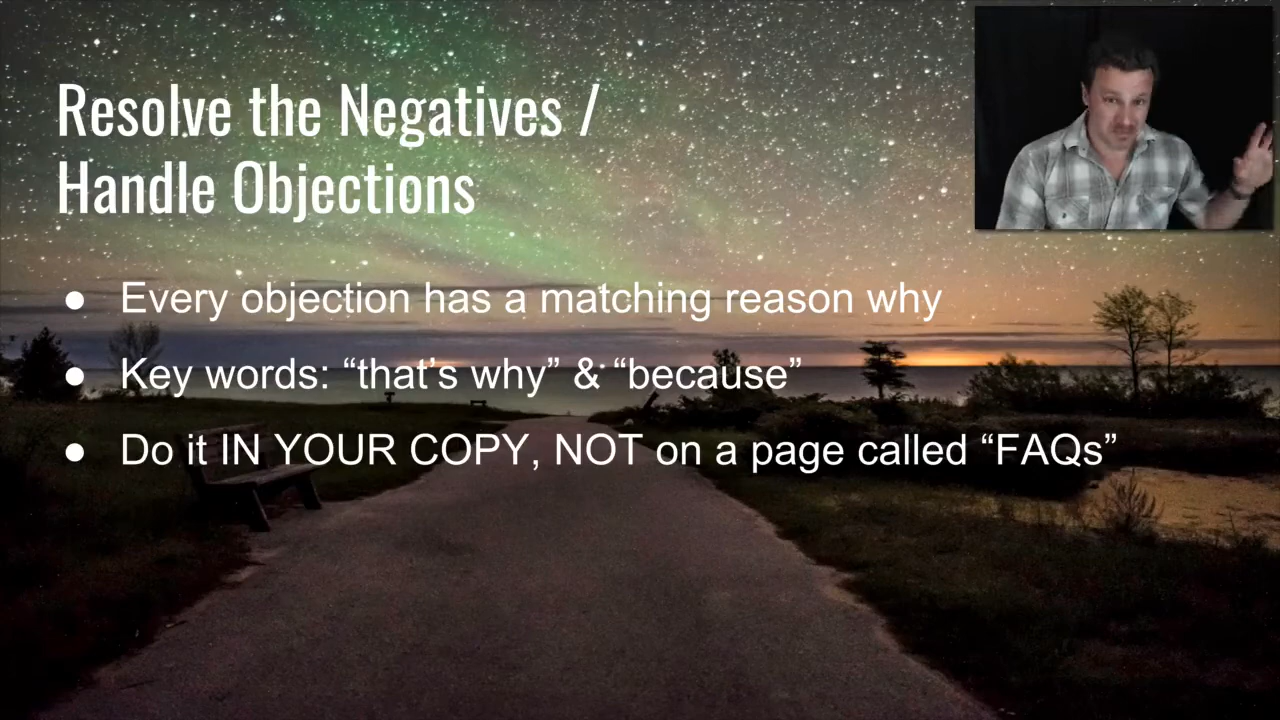 Resolve the Negatives /
Handle Objections
● Every objection has a matching reason why
● Key words: “that’s why” & “because”
● Do it IN YOUR COPY, NOT on a page called “FAQs”